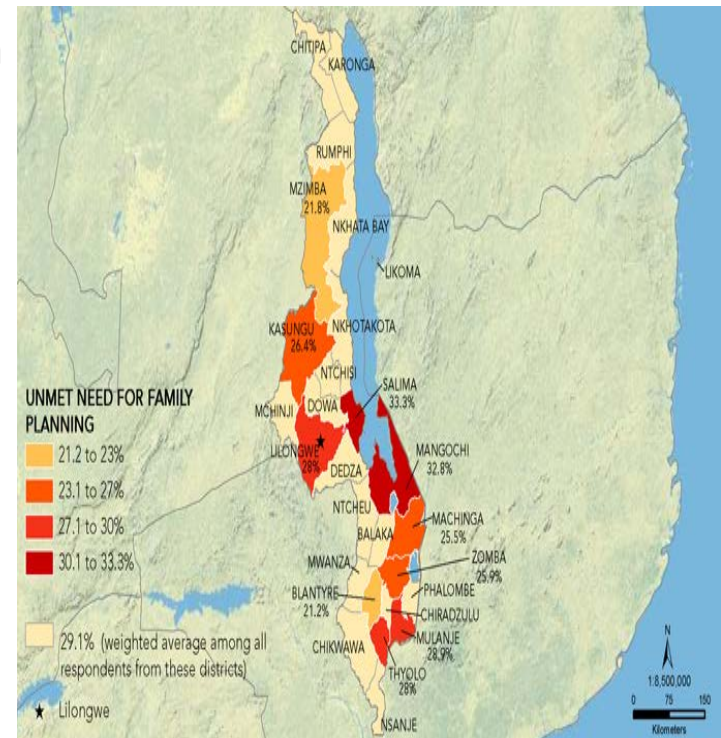 CHITIPA
KARONGA
RUMPHI
MZIMBA
21.8%
NKHATA BAY
LIKOMA
KASUNGU
26.4%
NKHOTAKOTA
NTCHISI
SALIMA
33.3%
MCHINJI
DOWA
LILONGWE
28%
MANGOCHI
32.8%
DEDZA
NTCHEU
MACHINGA
25.5%
BALAKA
MWANZA
ZOMBA
25.9%
BLANTYRE
21.2%
PHALOMBE
CHIRADZULU
CHIKWAWA
MULANJE
28.9%
THYOLO
28%
NSANJE
UNMET NEED FOR FAMILY
PLANNING
21.2 to 23%
23.1 to 27%
27.1 to 30%
30.1 to 33.3%
29.1% (weighted average among all
respondents from these districts)
Lilongwe
N
1:8,500,000
0 75 150
Kilometers